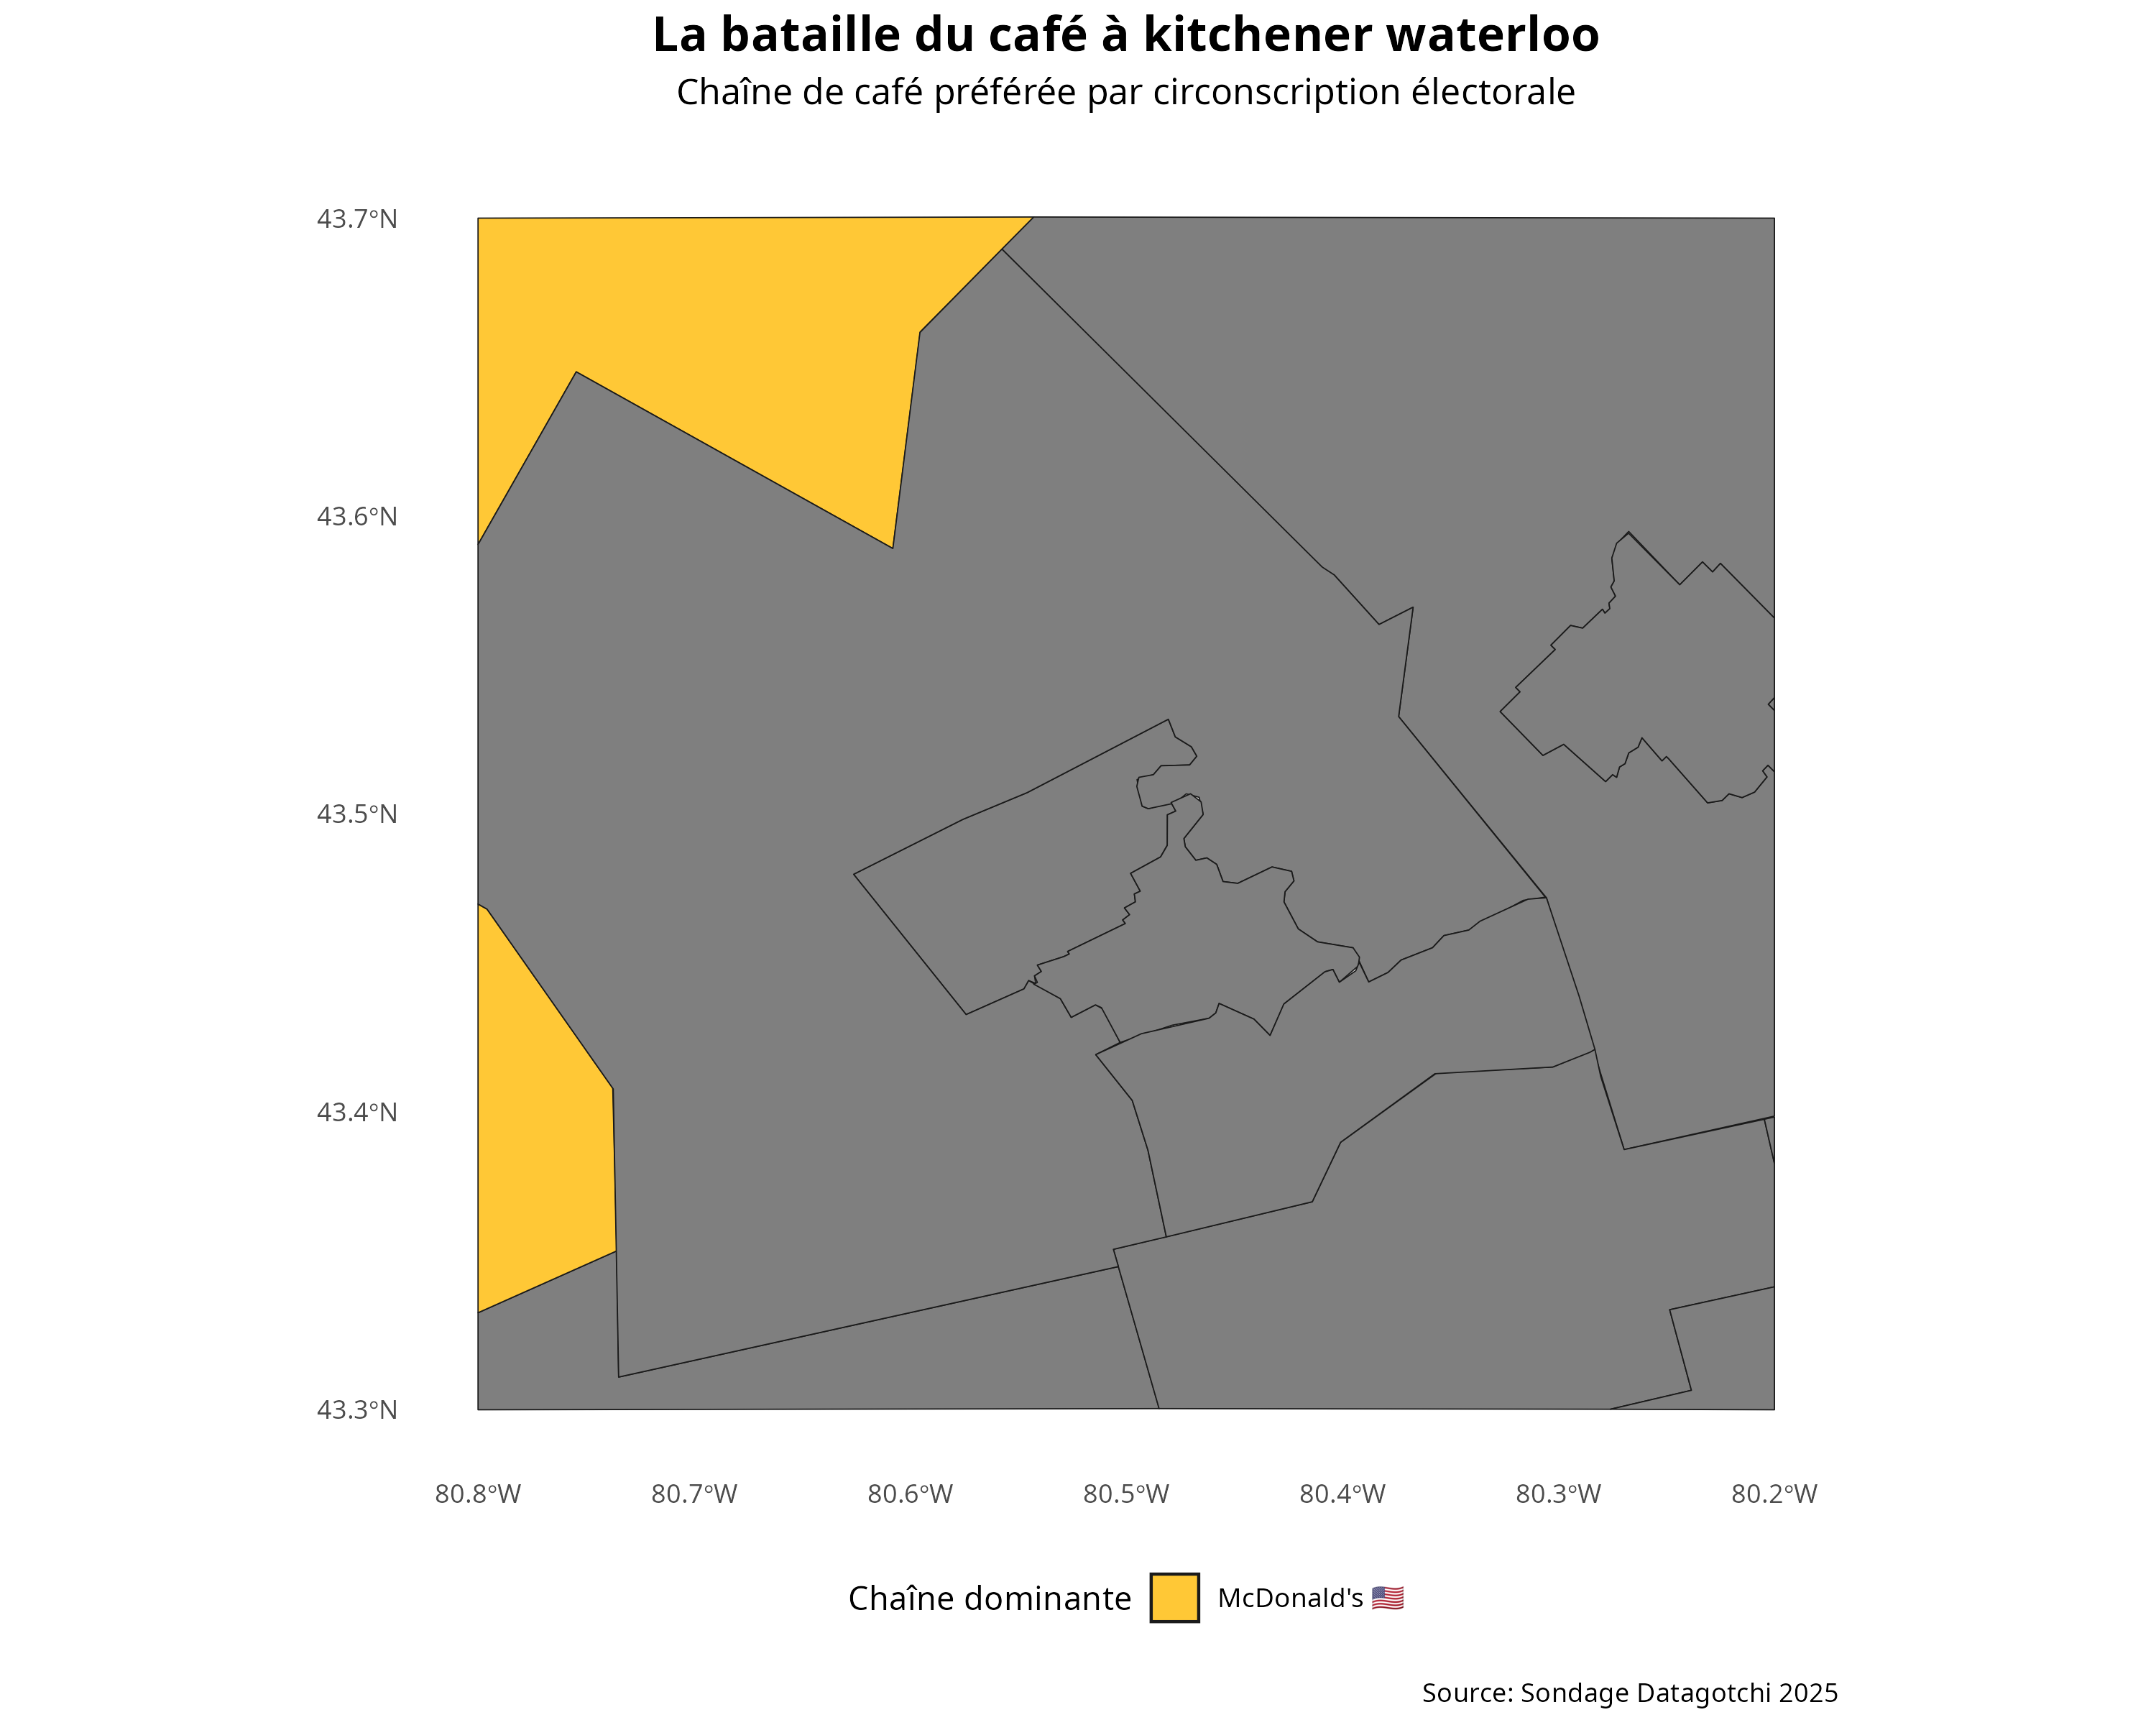 La bataille du café à kitchener waterloo
Chaîne de café préférée par circonscription électorale
43.7°N
43.6°N
43.5°N
43.4°N
43.3°N
80.8°W 80.7°W 80.6°W 80.5°W 80.4°W 80.3°W 80.2°W
Chaîne dominante McDonald's 🇺🇸
Source: Sondage Datagotchi 2025